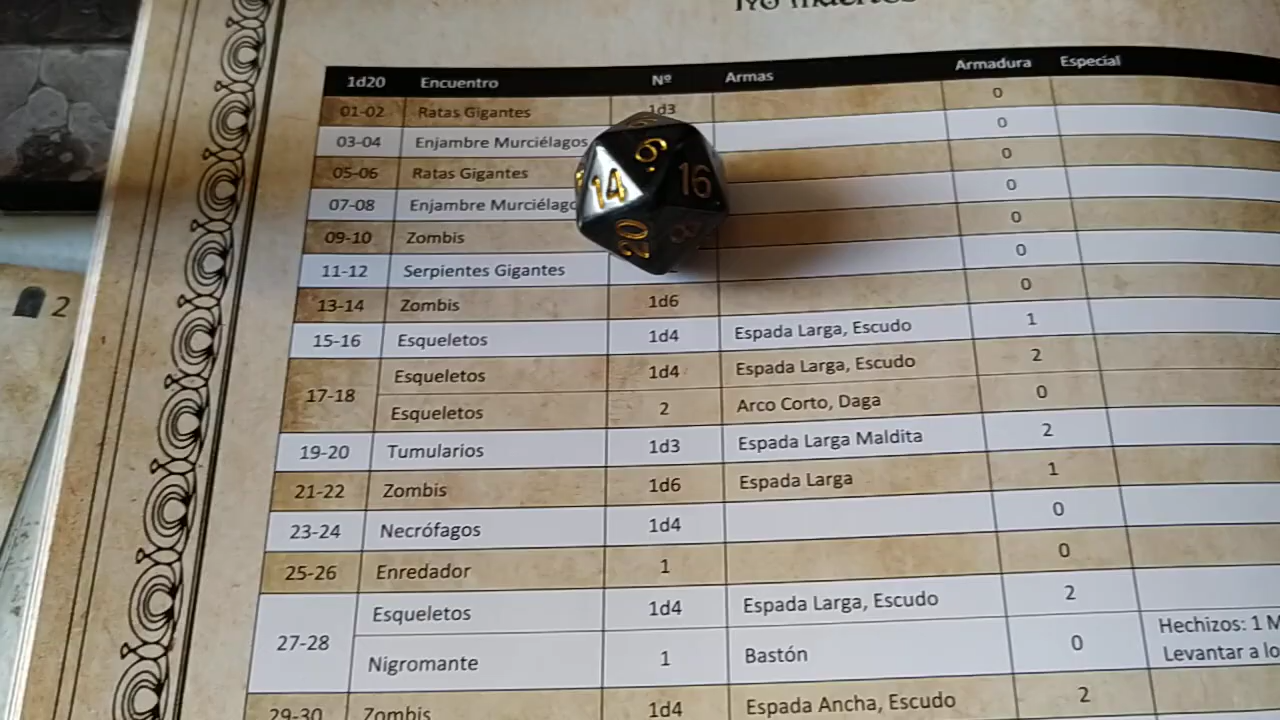 No muertos
1d20 Encuentro Nº Armas Armadura Especial
01-02 Ratas Gigantes 1d3 0
03-04 Enjambre Murciélagos 0
05-06 Ratas Gigantes 0
07-08 Enjambre 0
09-10 Zombis 0
11-12 Serpientes Gigantes 0
13-14 Zombis 1d6 0
15-16 Esqueletos 1d4 Espada Larga, Escudo 1
17-18 Esqueletos 1d4 Espada Larga, Escudo 2
Esqueletos 2 Arco Corto, Daga 0
19-20 Tumularios 1d3 Espada Larga Maldita 2
21-22 Zombis 1d6 Espada Larga 1
23-24 Necrófagos 1d4 0
25-26 Enredador 1 0
27-28 Esqueletos 1d4 Espada Larga, Escudo 2
Nigromante 1 Bastón 0 Hechizos: 1
Levantar a
29-30 Zombis 1d4 Espada Ancha, Escudo 2
6
14 16
20 8
2